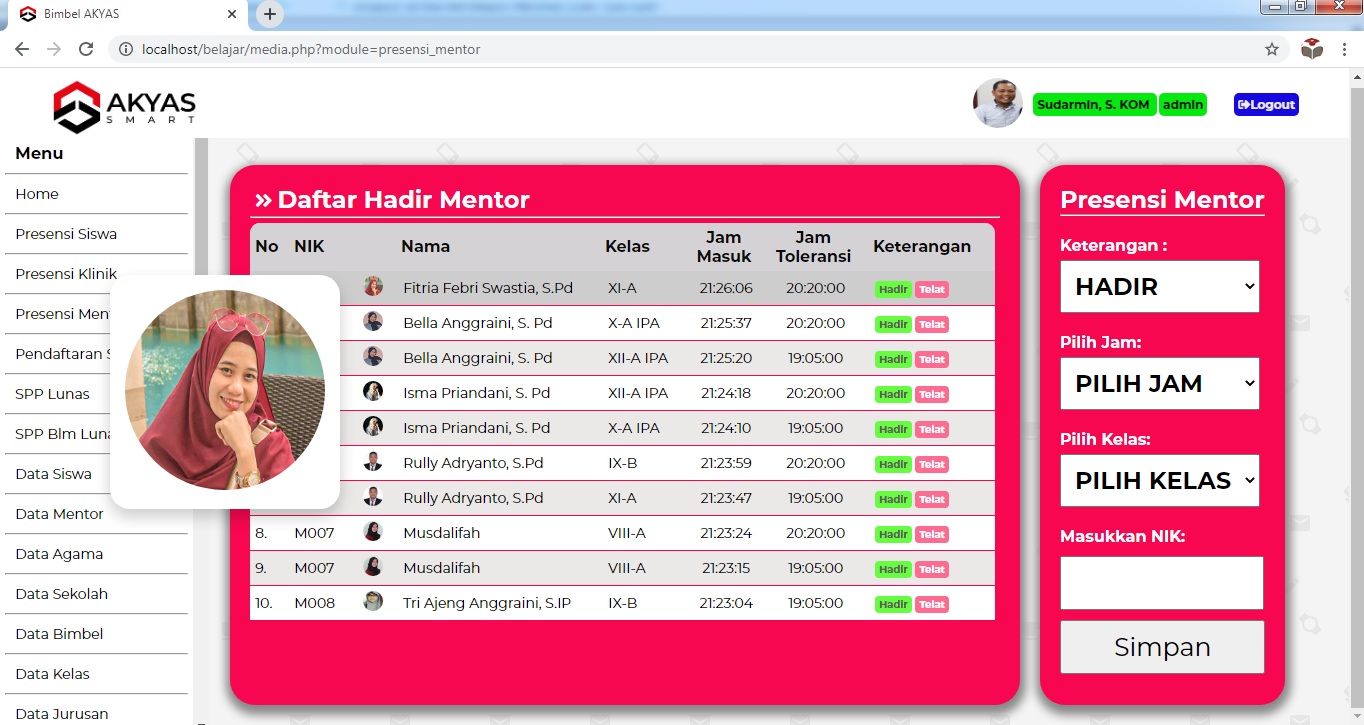 Bimbel AKYAS
localhost/belajar/media.php?module=presensi_mentor
AKYAS
SMART
Sudarmin, S. KOM admin Logout
Menu
Home
Presensi Siswa
Presensi Klinik
Presensi Men
Pendaftaran
SPP Lunas
SPP Blm Luna
Data Siswa
Data Mentor
Data Agama
Data Sekolah
Data Bimbel
Data Kelas
Data Jurusan
» Daftar Hadir Mentor
No NIK Nama Kelas Jam Masuk Jam Toleransi Keterangan
Fitria Febri Swastia, S.Pd XI-A 21:26:06 20:20:00 Hadir Telat
Bella Anggraini, S. Pd X-A IPA 21:25:37 20:20:00 Hadir Telat
Bella Anggraini, S. Pd XII-A IPA 21:25:20 19:05:00 Hadir Telat
Isma Priandani, S. Pd XII-A IPA 21:24:18 20:20:00 Hadir Telat
Isma Priandani, S. Pd X-A IPA 21:24:10 19:05:00 Hadir Telat
Rully Adryanto, S.Pd IX-B 21:23:59 20:20:00 Hadir Telat
Rully Adryanto, S.Pd XI-A 21:23:47 19:05:00 Hadir Telat
8. M007 Musdalifah VIII-A 21:23:24 20:20:00 Hadir Telat
9. M007 Musdalifah VIII-A 21:23:15 19:05:00 Hadir Telat
10. M008 Tri Ajeng Anggraini, S.IP IX-B 21:23:04 19:05:00 Hadir Telat
Presensi Mentor
Keterangan :
HADIR
Pilih Jam:
PILIH JAM
Pilih Kelas:
PILIH KELAS
Masukkan NIK:
Simpan